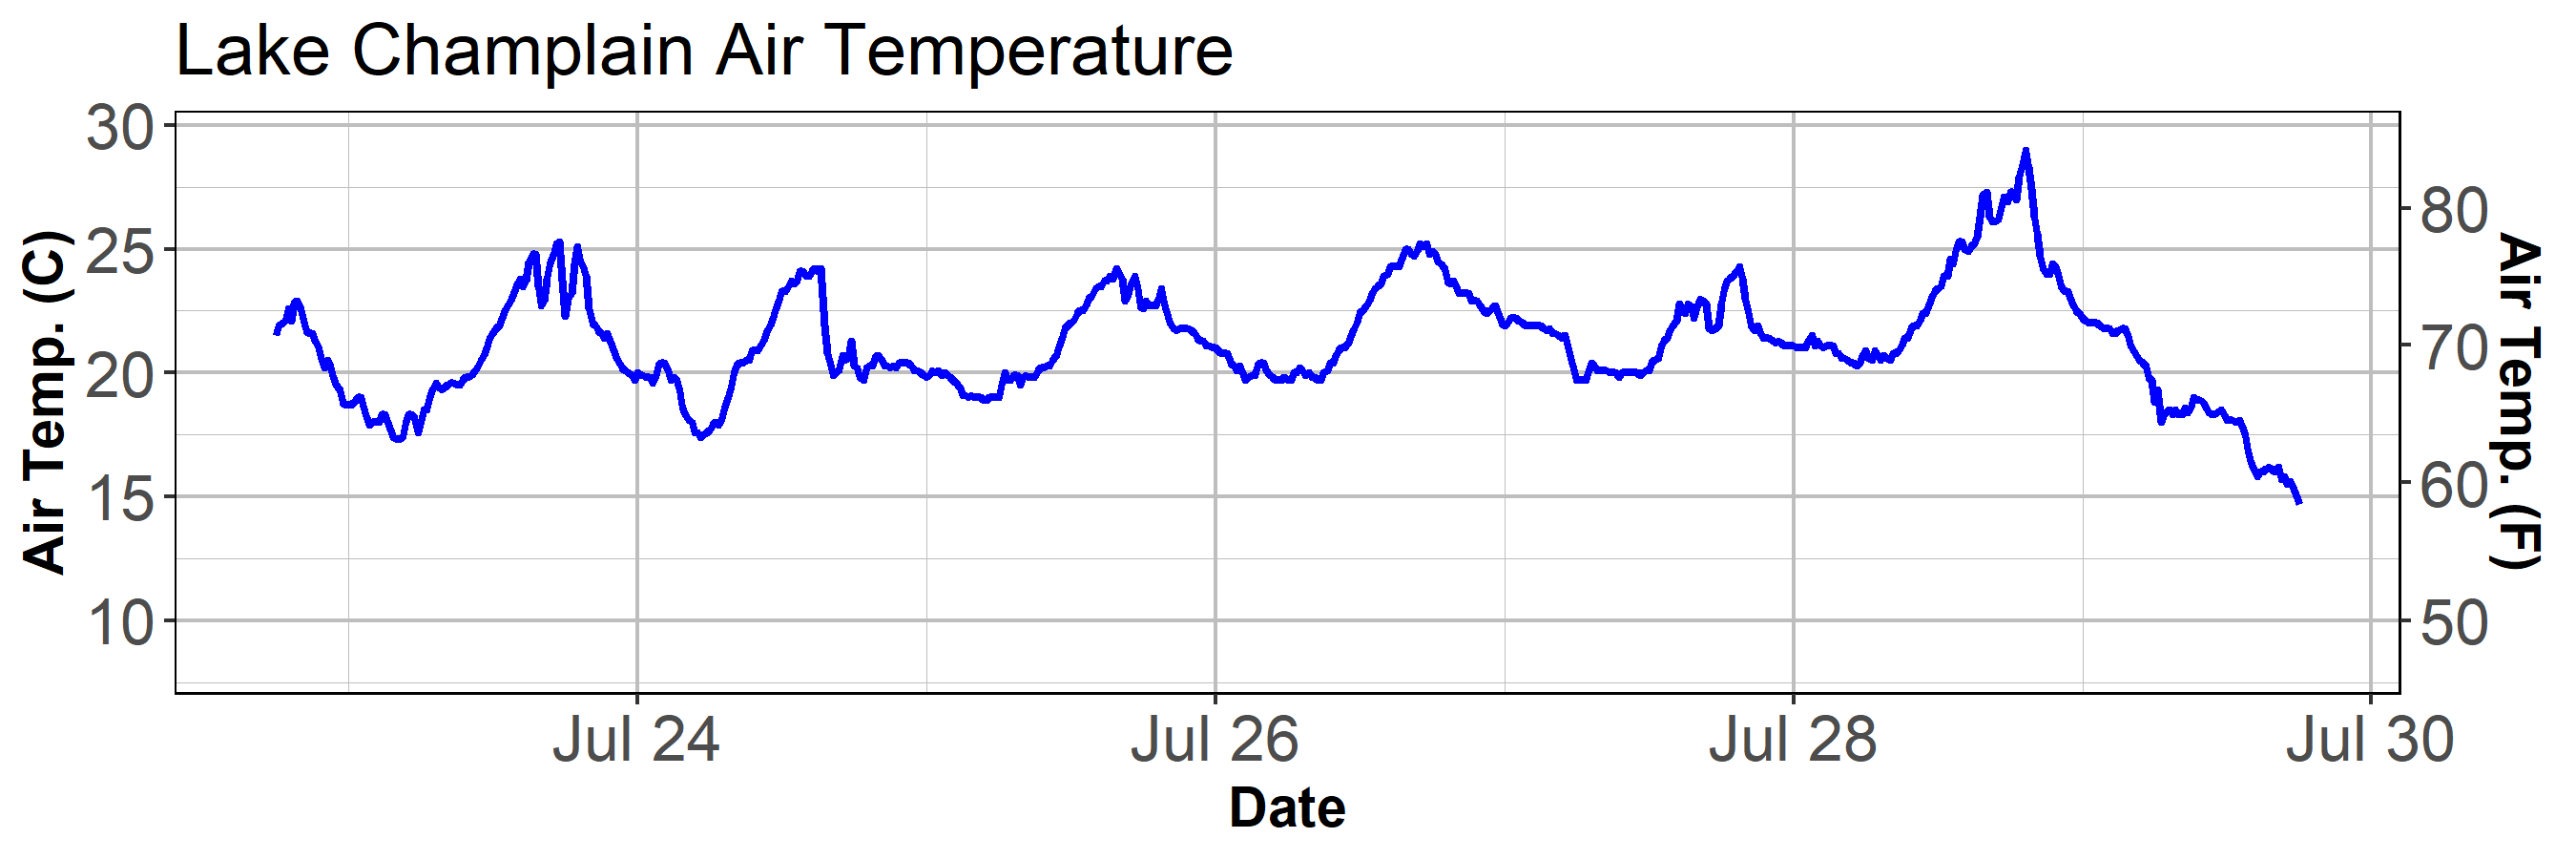 Lake Champlain Air Temperature
Air Temp. (C)
30
25
20
15
10
80
70
60
50
Air Temp. (F)
Jul 24
Jul 26
Jul 28
Jul 30
Date